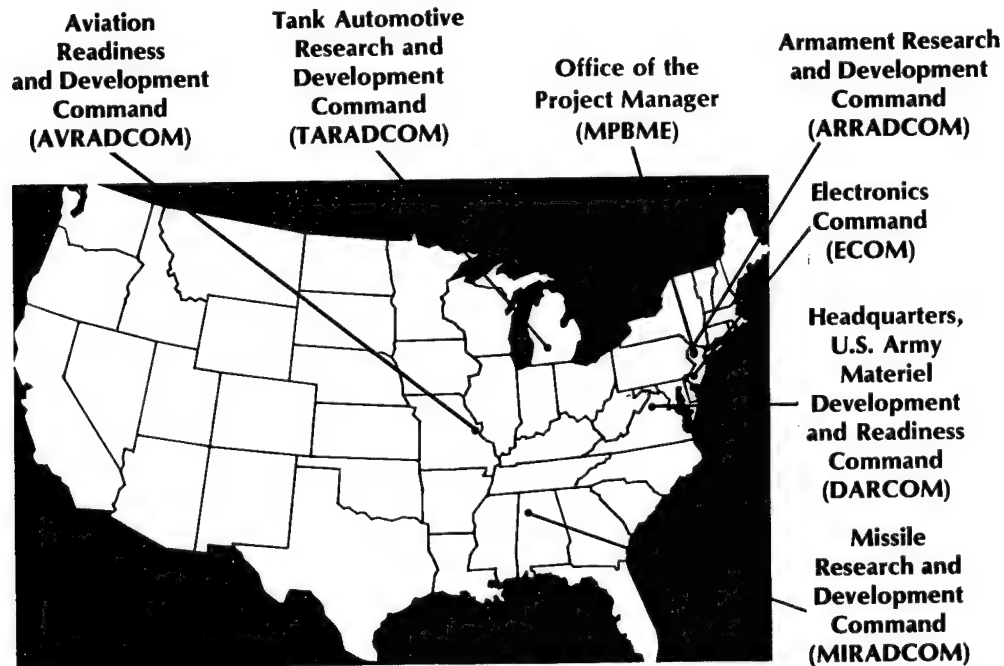 Aviation
Readiness
and Development
Command
(AVRADCOM)
Tank Automotive
Research and
Development
Command
(TARADCOM)
Office of the
Project Manager
(MPBME)
Armament Research
and Development
Command
(ARRADCOM)
Electronics
Command
(ECOM)
Headquarters,
U.S. Army
Materiel
Development
and Readiness
Command
(DARCOM)
Missile
Research and
Development
Command
(MIRADCOM)